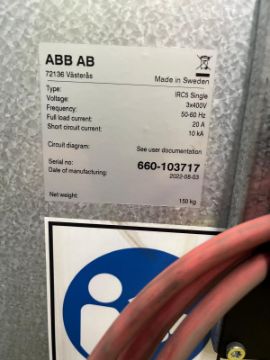 ABB AB
72136 Västerås
Made in Sweden
Type: IRC5 Single
Voltage: 3x400V
Frequency: 50-60 Hz
Full load current: 20 A
Short circuit current: 10 kA
Circuit diagram: See user documentation
Serial no: 660-103717
Date of manufacturing: 2022-08-03
Net weight: 150 kg